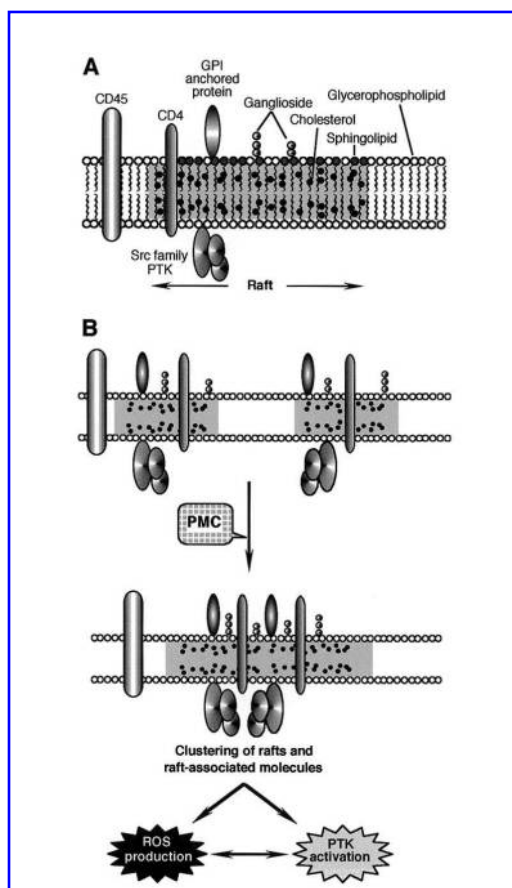 A
GPI
anchored
protein
CD45
CD4
Ganglioside
Glycerophospholipid
Cholesterol
Sphingolipid
Src family
PTK
Raft
B
PMC
Clustering of rafts and
raft-associated molecules
ROS
production
PTK
activation